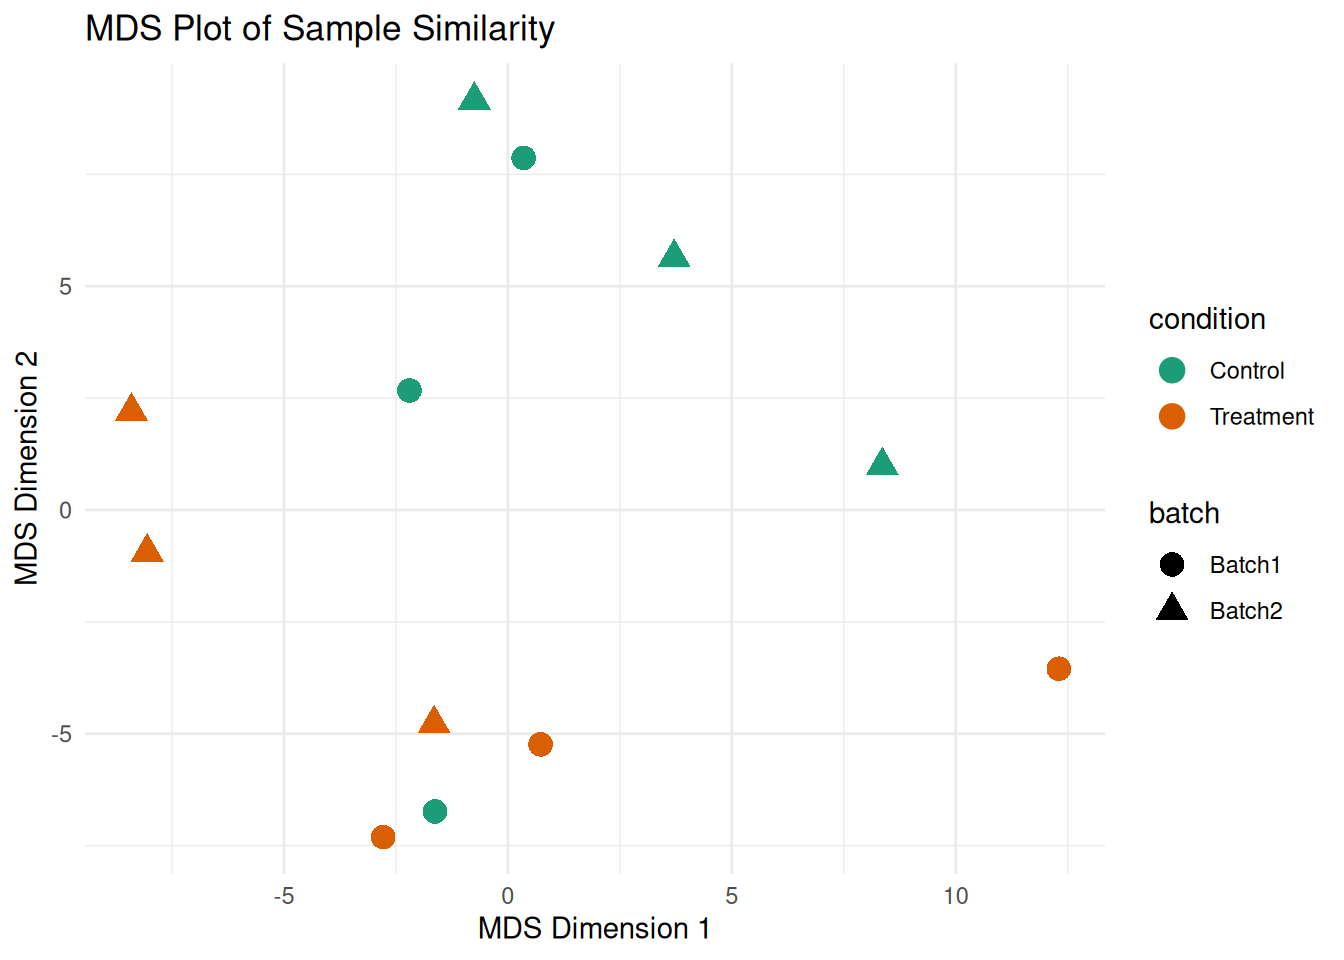 MDS Plot of Sample Similarity
MDS Dimension 2
5
0
-5
-5
0
5
10
MDS Dimension 1
condition
Control
Treatment
batch
Batch1
Batch2